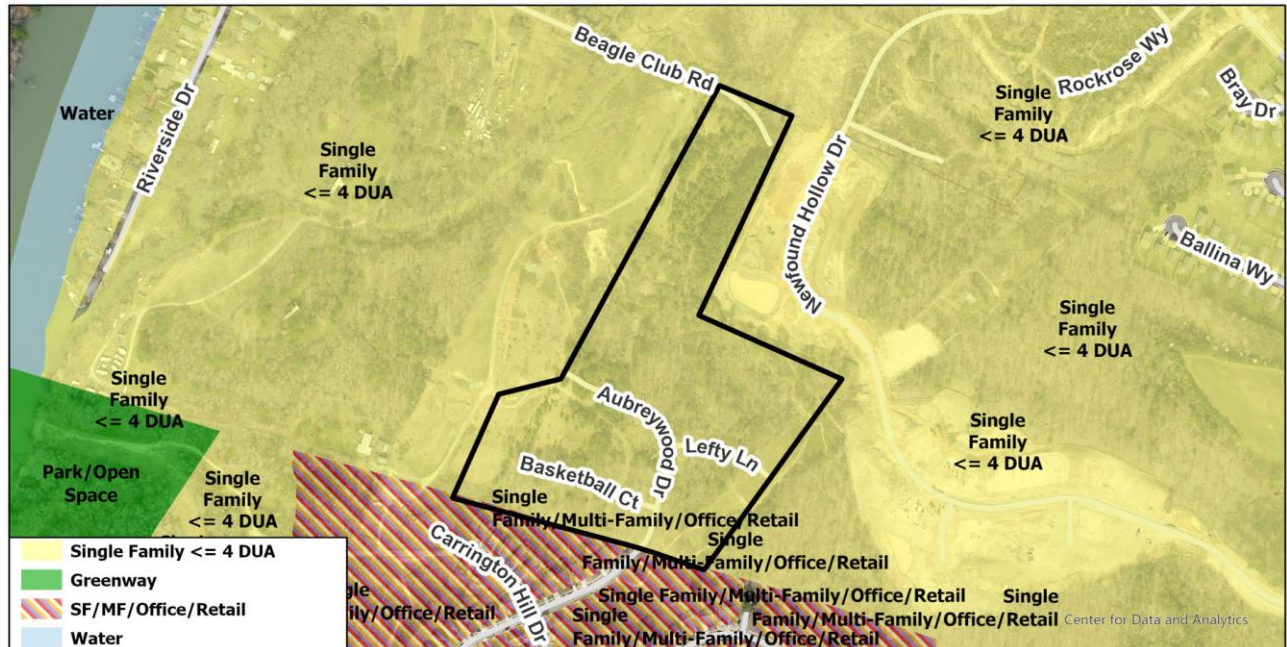 Beagle Club Rd
Rockrose Wy
Bray Dr
Single
Family
<= 4 DUA
Water
Riverside Dr
Single
Family
<= 4 DUA
Newfound Hollow Dr
Ballina Wy
Single
Family
<= 4 DUA
Single
Family
<= 4 DUA
Aubreywood Dr
Lefty Ln
Basketball Ct
Single
Family
<= 4 DUA
Park/Open
Space
Single
Family
<= 4 DUA
Single
Family/Multi-Family/Office/Retail
Single
Family/Multi-Family/Office/Retail
Carrington Hill Dr
Single Family/Multi-Family/Office/Retail
Single
Family/Multi-Family/Office/Retail
Single
Family/Multi-Family/Office/Retail
/Office/Retail
Center for Data and Analytics
Single Family <= 4 DUA
Greenway
SF/MF/Office/Retail
Water